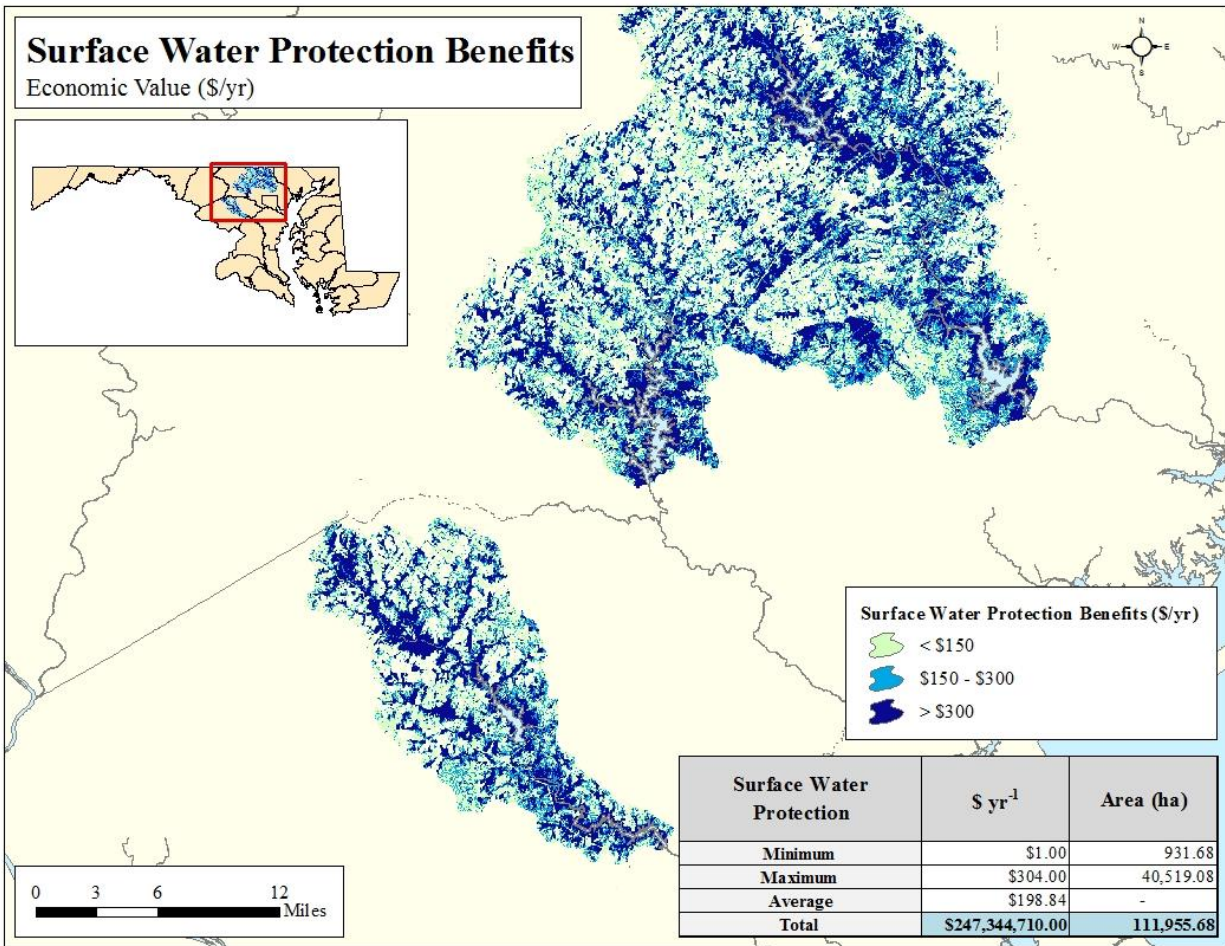 Surface Water Protection Benefits
Economic Value ($/yr)
N
W E
S
Surface Water Protection Benefits ($/yr)
< $150
$150 - $300
> $300
Surface Water Protection $ yr-1 Area (ha)
Minimum $1.00 931.68
Maximum $304.00 40,519.08
Average $198.84 -
Total $247,344,710.00 111,955.68
0 3 6 12
Miles